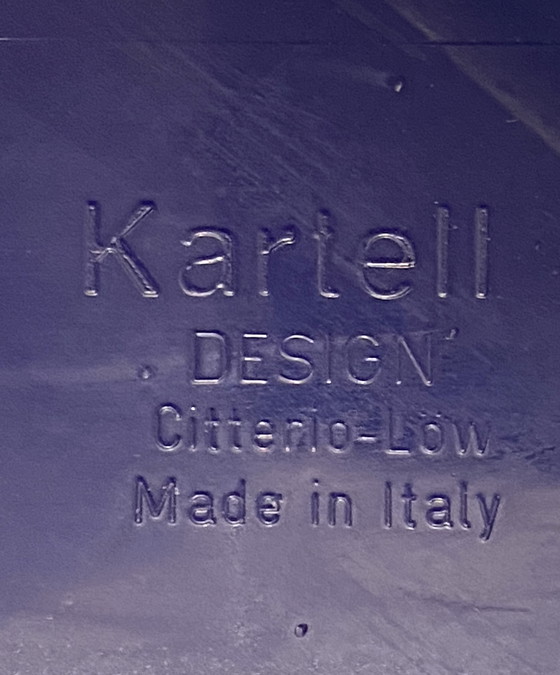 Kartell
DESIGN
Citterio-Löw
Made in Italy